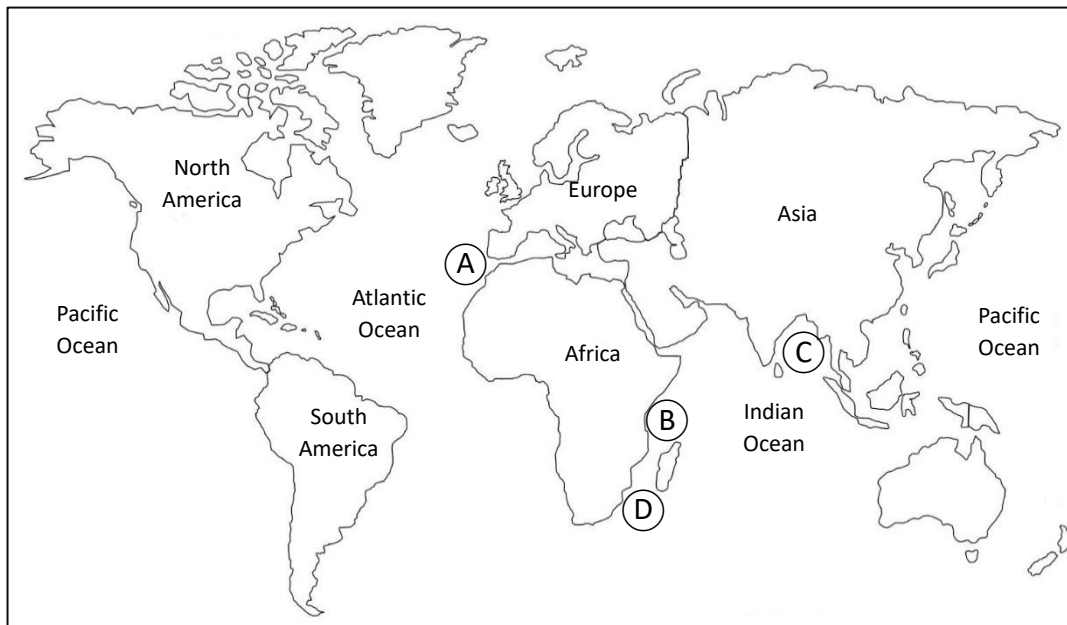 North
America
Europe
Asia
A
Pacific
Ocean
Atlantic
Ocean
Africa
C
Pacific
Ocean
South
America
B
Indian
Ocean
D